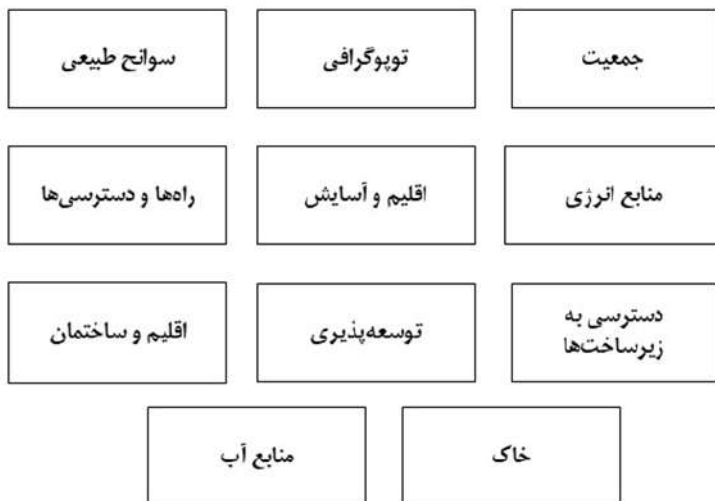 جمعیت
توپوگرافی
سوانح طبیعی
منابع انرژی
اقلیم و آسایش
راه‌ها و دسترسی‌ها
دسترسی به
زیرساخت‌ها
توسعه‌پذیری
اقلیم و ساختمان
خاک
منابع آب